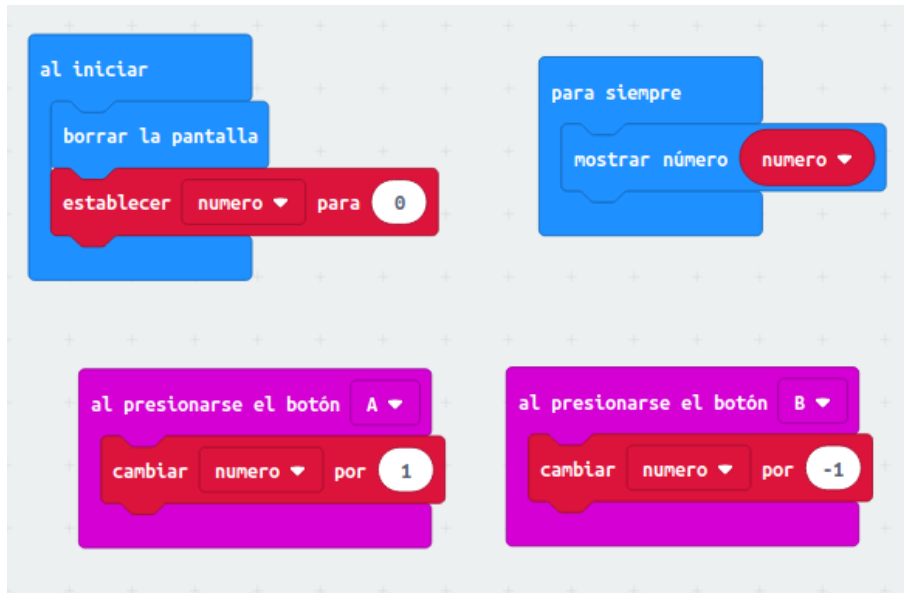 al iniciar
borrar la pantalla
establecer numero para 0
para siempre
mostrar número numero
al presionarse el botón A
cambiar numero por 1
al presionarse el botón B
cambiar numero por -1